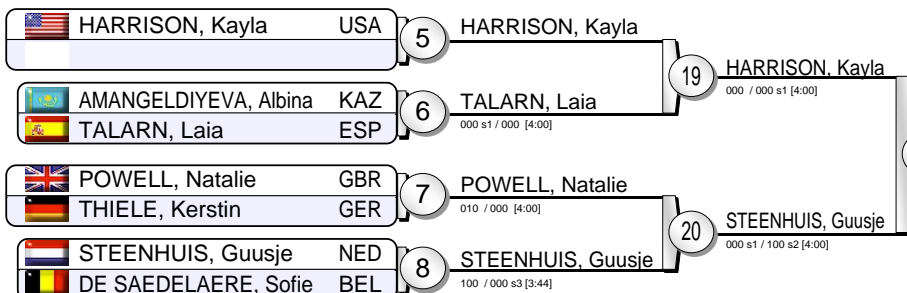 HARRISON, Kayla USA
5
HARRISON, Kayla
19
HARRISON, Kayla
000 / 000 s1 [4:00]
AMANGELDIYEVA, Albina KAZ
TALARN, Laia ESP
6
TALARN, Laia
000 s1 / 000 [4:00]
POWELL, Natalie GBR
THIELE, Kerstin GER
7
POWELL, Natalie
010 / 000 [4:00]
20
STEENHUIS, Guusje
000 s1 / 100 s2 [4:00]
STEENHUIS, Guusje NED
DE SAEDELAERE, Sofie BEL
8
STEENHUIS, Guusje
100 / 000 s3 [3:44]